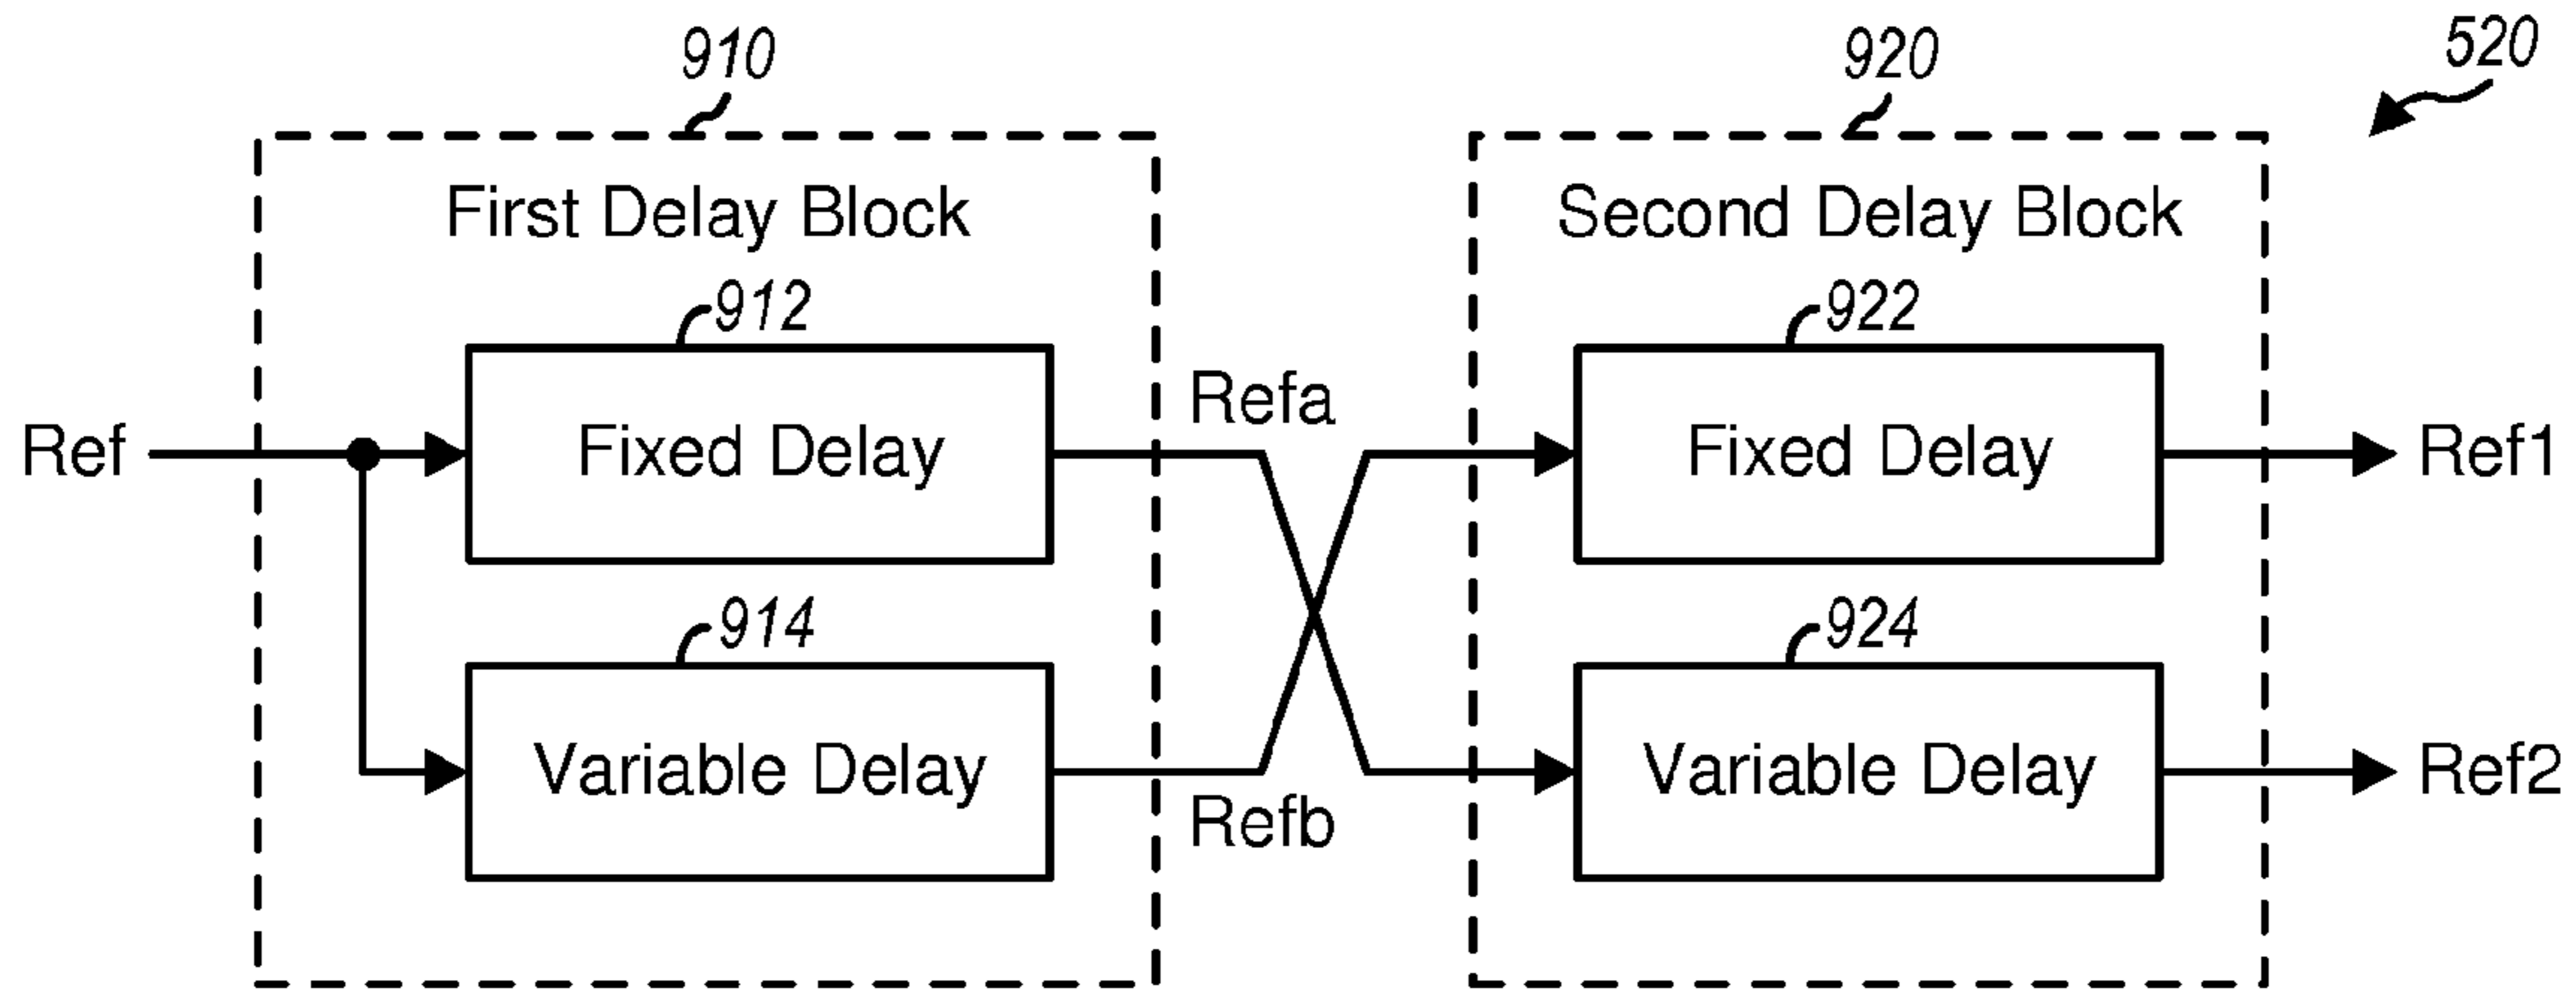 910
920
520
First Delay Block
Second Delay Block
912
922
Ref
Fixed Delay
Refa
Fixed Delay
Ref1
914
924
Variable Delay
Refb
Variable Delay
Ref2